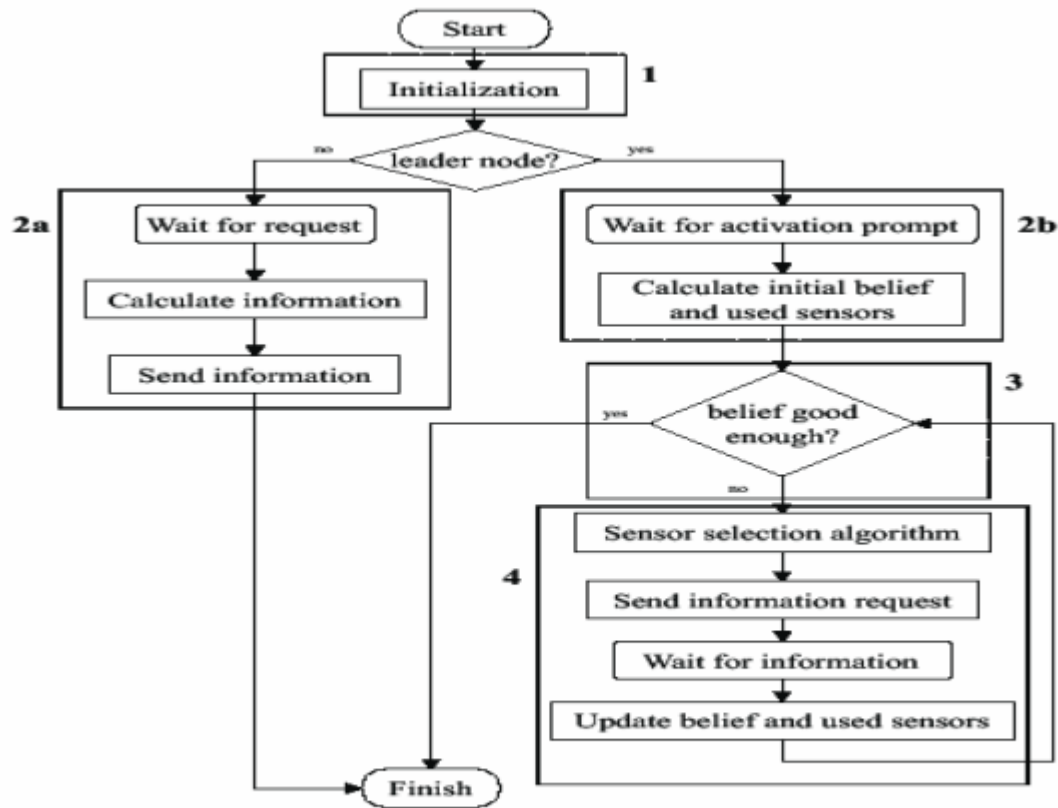 Start
1
Initialization
no
leader node?
yes
2a
Wait for request
Calculate information
Send information
2b
Wait for activation prompt
Calculate initial belief
and used sensors
3
yes
belief good
enough?
no
4
Sensor selection algorithm
Send information request
Wait for information
Update belief and used sensors
Finish